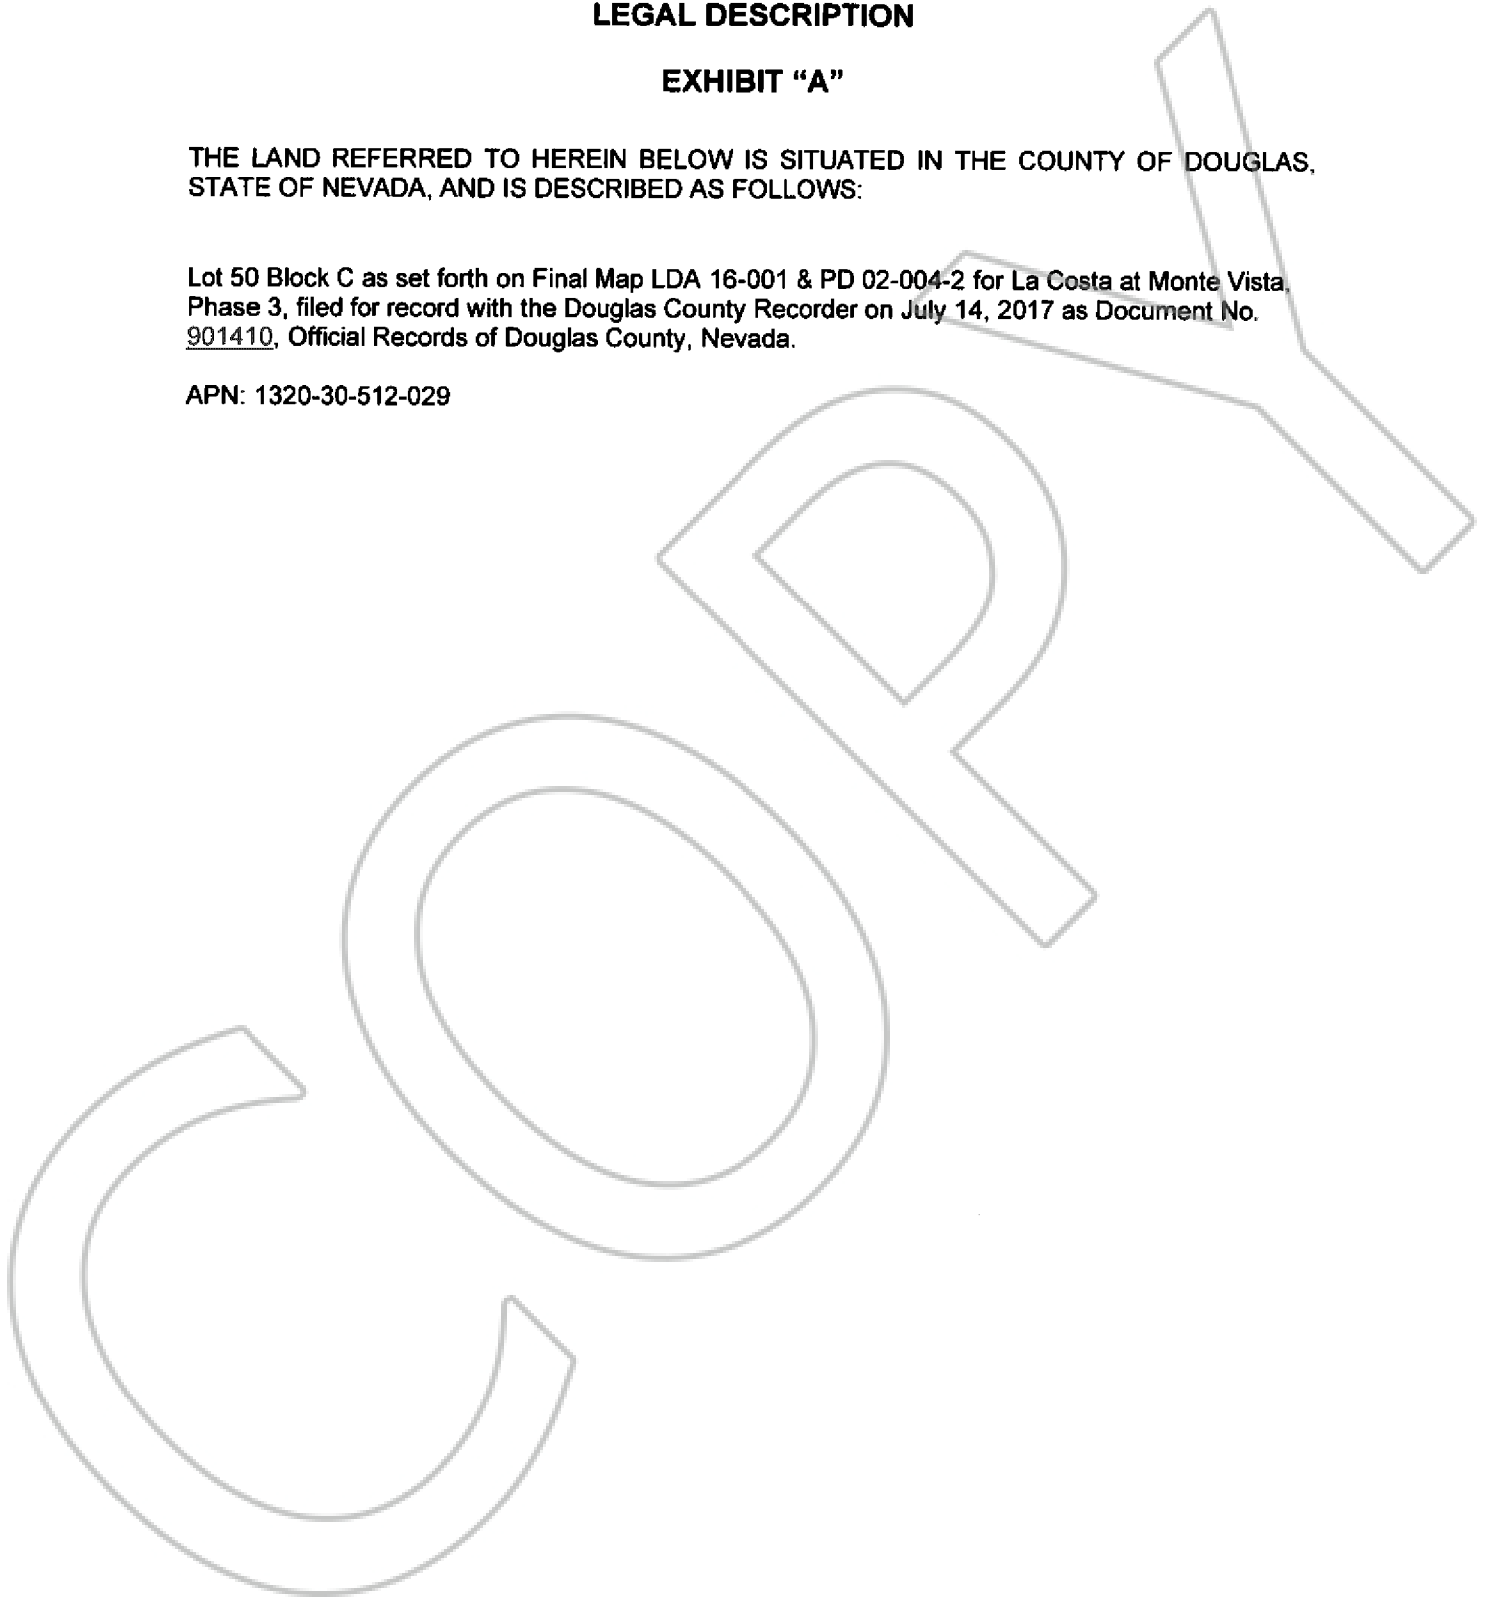 LEGAL DESCRIPTION
EXHIBIT “A”
THE LAND REFERRED TO HEREIN BELOW IS SITUATED IN THE COUNTY OF DOUGLAS,
STATE OF NEVADA, AND IS DESCRIBED AS FOLLOWS:
Lot 50 Block C as set forth on Final Map LDA 16-001 & PD 02-004-2 for La Costa at Monte Vista,
Phase 3, filed for record with the Douglas County Recorder on July 14, 2017 as Document No.
901410, Official Records of Douglas County, Nevada.
APN: 1320-30-512-029
COPY